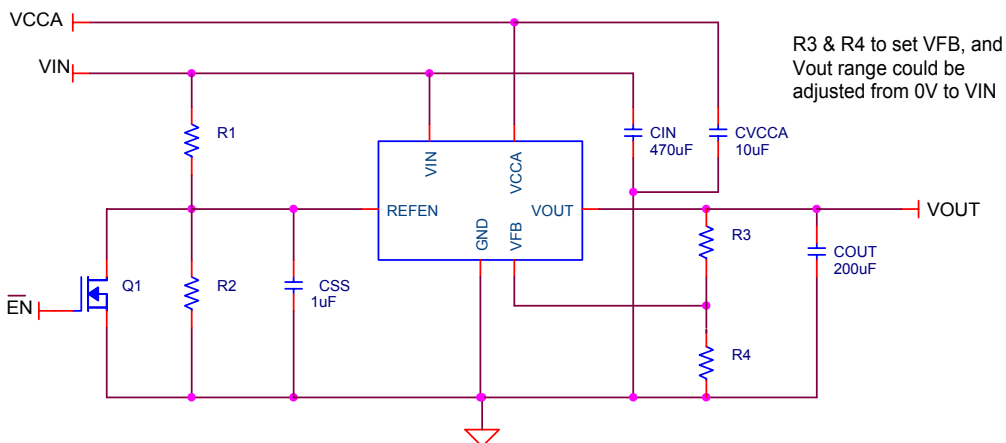 VCCA
R3 & R4 to set VFB, and
Vout range could be
adjusted from 0V to VIN
VIN
R1
CIN
470uF
CVCCA
10uF
VIN
VCCA
REFEN
VOUT
GND
VFB
VOUT
R3
COUT
200uF
Q1
R2
CSS
1uF
EN
R4